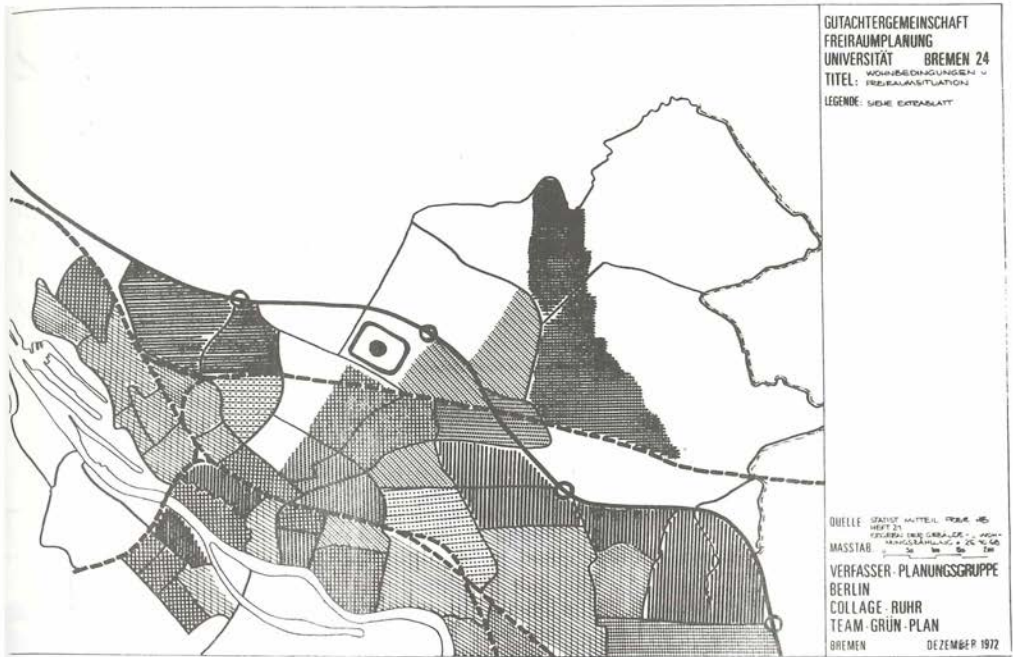 GUTACHTERGEMEINSCHAFT
FREIRAUMPLANUNG
UNIVERSITÄT BREMEN 24
TITEL: WOHNBEDINGUNGEN U
FREIRAUMSITUATION
LEGENDE: SIEHE EXTRABLATT
QUELLE STATIST MITTEIL
HEFT 21
MASSTAB
VERFASSER · PLANUNGSGRUPPE
BERLIN
COLLAGE · RUHR
TEAM · GRÜN · PLAN
BREMEN DEZEMBER 1972